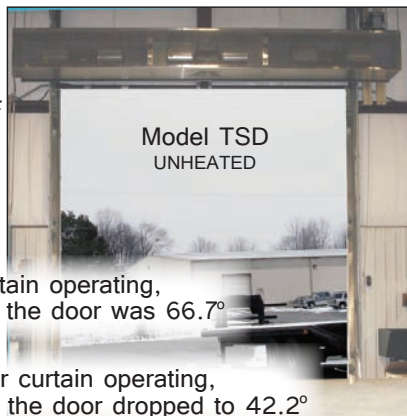 Model TSD
UNHEATED
tain operating,
the door was 66.7°
r curtain operating,
the door dropped to 42.2°